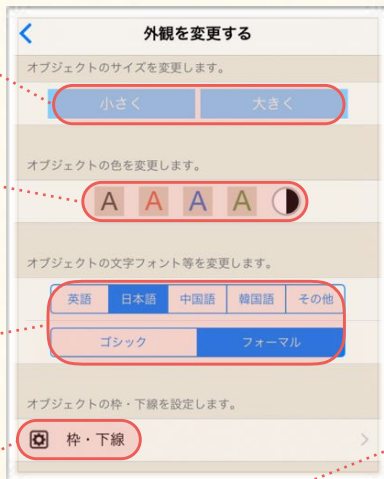 外観を変更する
オブジェクトのサイズを変更します。
小さく 大きく
オブジェクトの色を変更します。
A A A A
オブジェクトの文字フォント等を変更します。
英語 日本語 中国語 韓国語 その他
ゴシック フォーマル
オブジェクトの枠・下線を設定します。
枠・下線